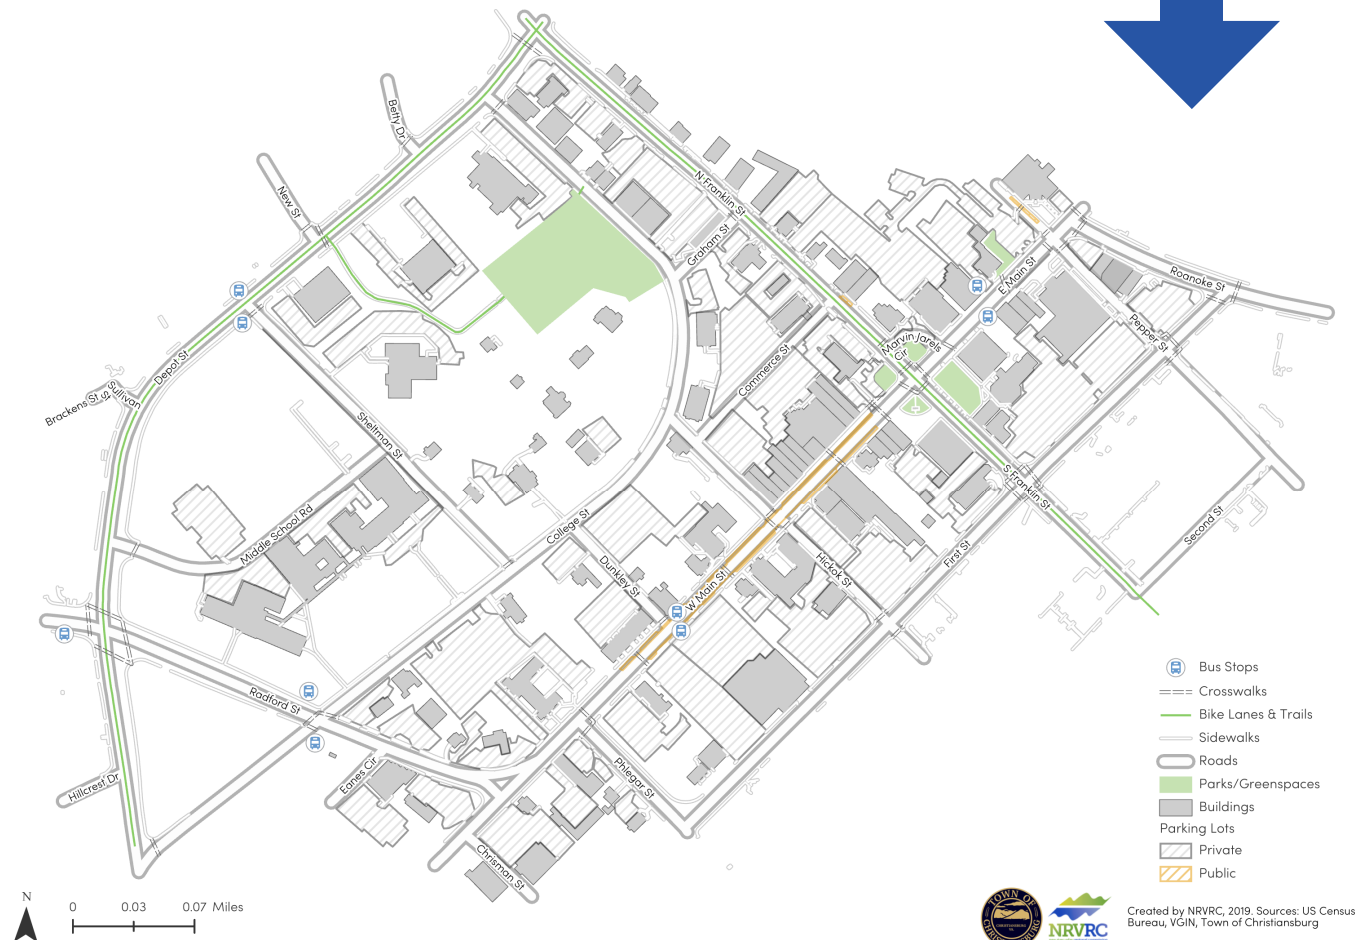 Betty Dr
New St
N Franklin St
Graham St
E Main St
Roanoke St
Pepper St
Marvin Jarels
Cir
Commerce St
Depot St
Sullivan
St
Brackens St
Sheltman St
Middle School Rd
College St
Dunkley St
W Main St
Hickok St
First St
S Franklin St
Second St
Radford St
Eanes Cir
Hillcrest Dr
Phlegar St
Chrisman St
Bus Stops
Crosswalks
Bike Lanes & Trails
Sidewalks
Roads
Parks/Greenspaces
Buildings
Parking Lots
Private
Public
N
0 0.03 0.07 Miles
TOWN OF
NRVRC
Created by NRVRC, 2019. Sources: US Census
Bureau, VGIN, Town of Christiansburg